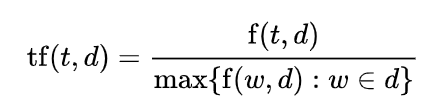 tf(t, d) = f(t, d) / max{f(w, d) : w ∈ d}